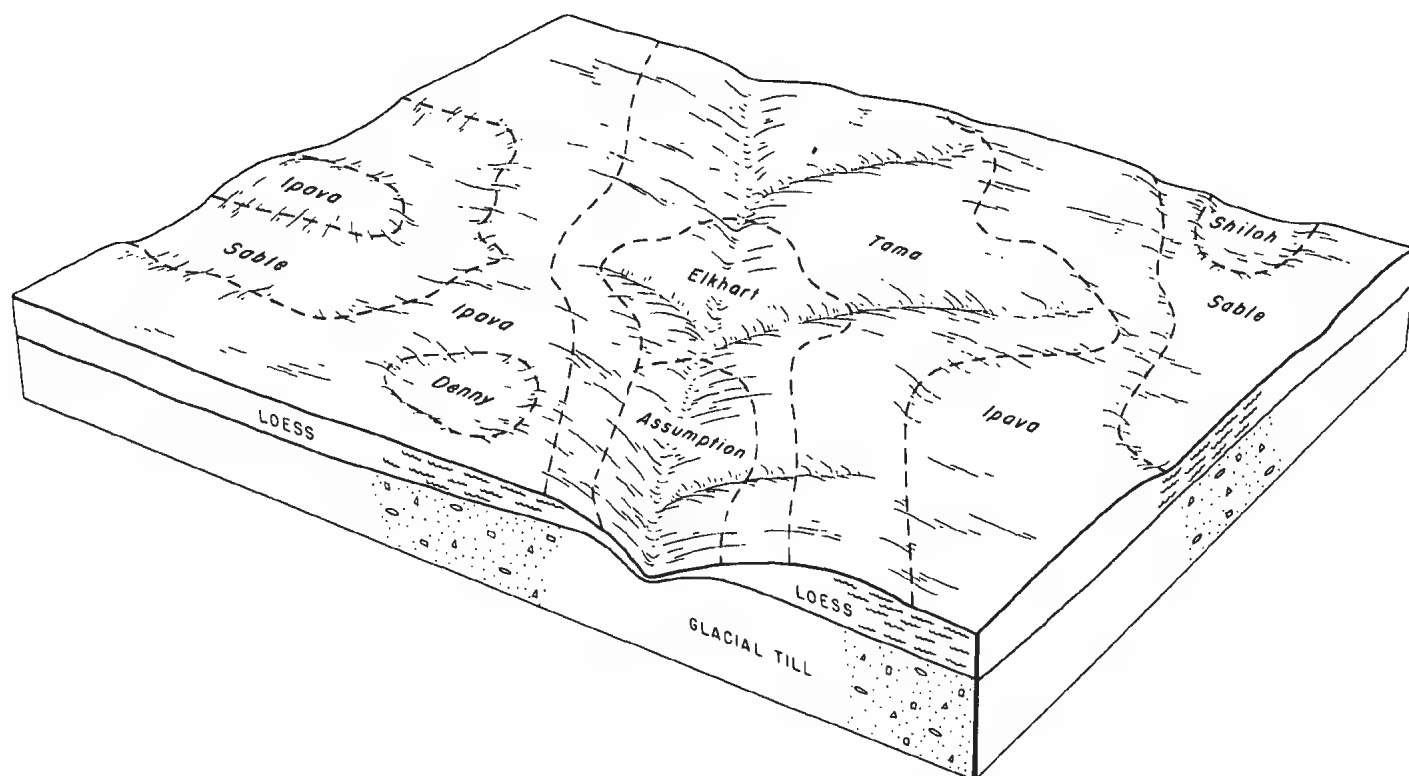 Ipava
Shiloh
Sable
Tama
Elkhart
Sable
Ipava
Denny
Assumption
Ipava
LOESS
LOESS
GLACIAL TILL